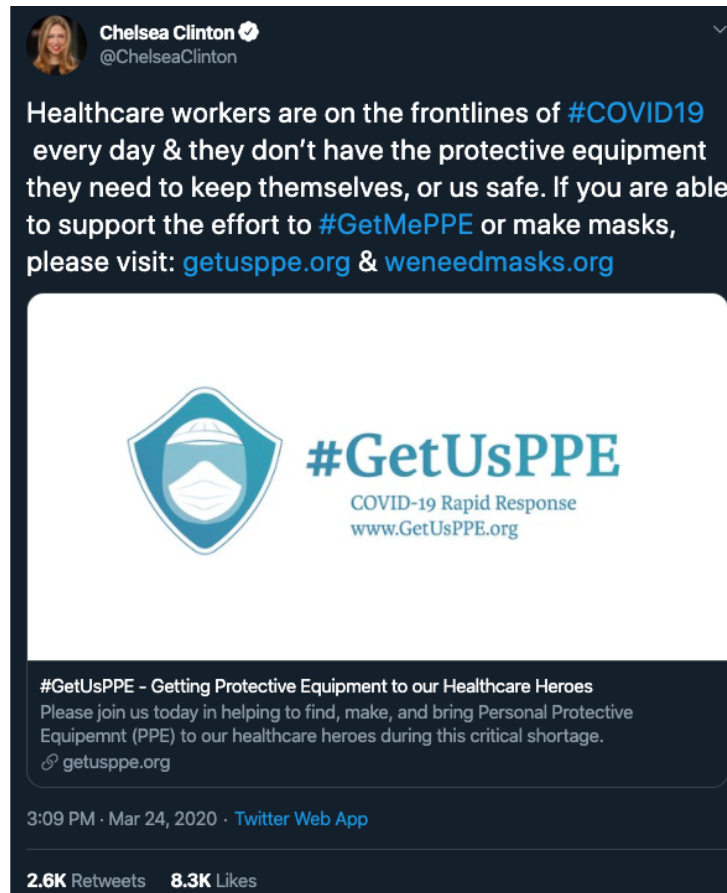 Chelsea Clinton
@ChelseaClinton
Healthcare workers are on the frontlines of #COVID19
every day & they don’t have the protective equipment
they need to keep themselves, or us safe. If you are able
to support the effort to #GetMePPE or make masks,
please visit: getusppe.org & weneedmasks.org
#GetUsPPE
COVID-19 Rapid Response
www.GetUsPPE.org
#GetUsPPE - Getting Protective Equipment to our Healthcare Heroes
Please join us today in helping to find, make, and bring Personal Protective
Equipemnt (PPE) to our healthcare heroes during this critical shortage.
getusppe.org
3:09 PM · Mar 24, 2020 · Twitter Web App
2.6K Retweets 8.3K Likes